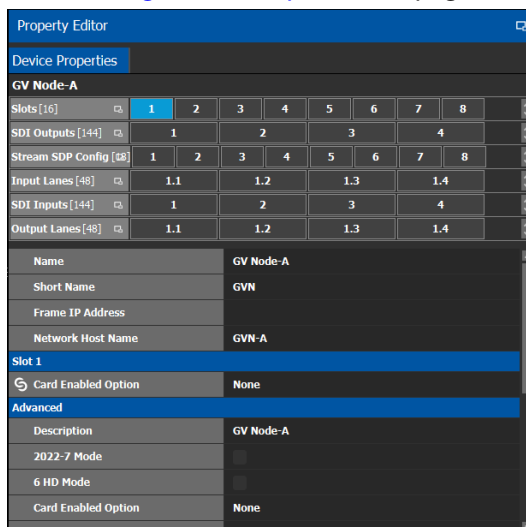 Property Editor
Device Properties
GV Node-A
Slots [16] 1 2 3 4 5 6 7 8
SDI Outputs [144] 1 2 3 4
Stream SDP Config 1 2 3 4 5 6 7 8
Input Lanes [48] 1.1 1.2 1.3 1.4
SDI Inputs [144] 1 2 3 4
Output Lanes [48] 1.1 1.2 1.3 1.4
Name GV Node-A
Short Name GVN
Frame IP Address
Network Host Name GVN-A
Slot 1
Card Enabled Option None
Advanced
Description GV Node-A
2022-7 Mode
6 HD Mode
Card Enabled Option None